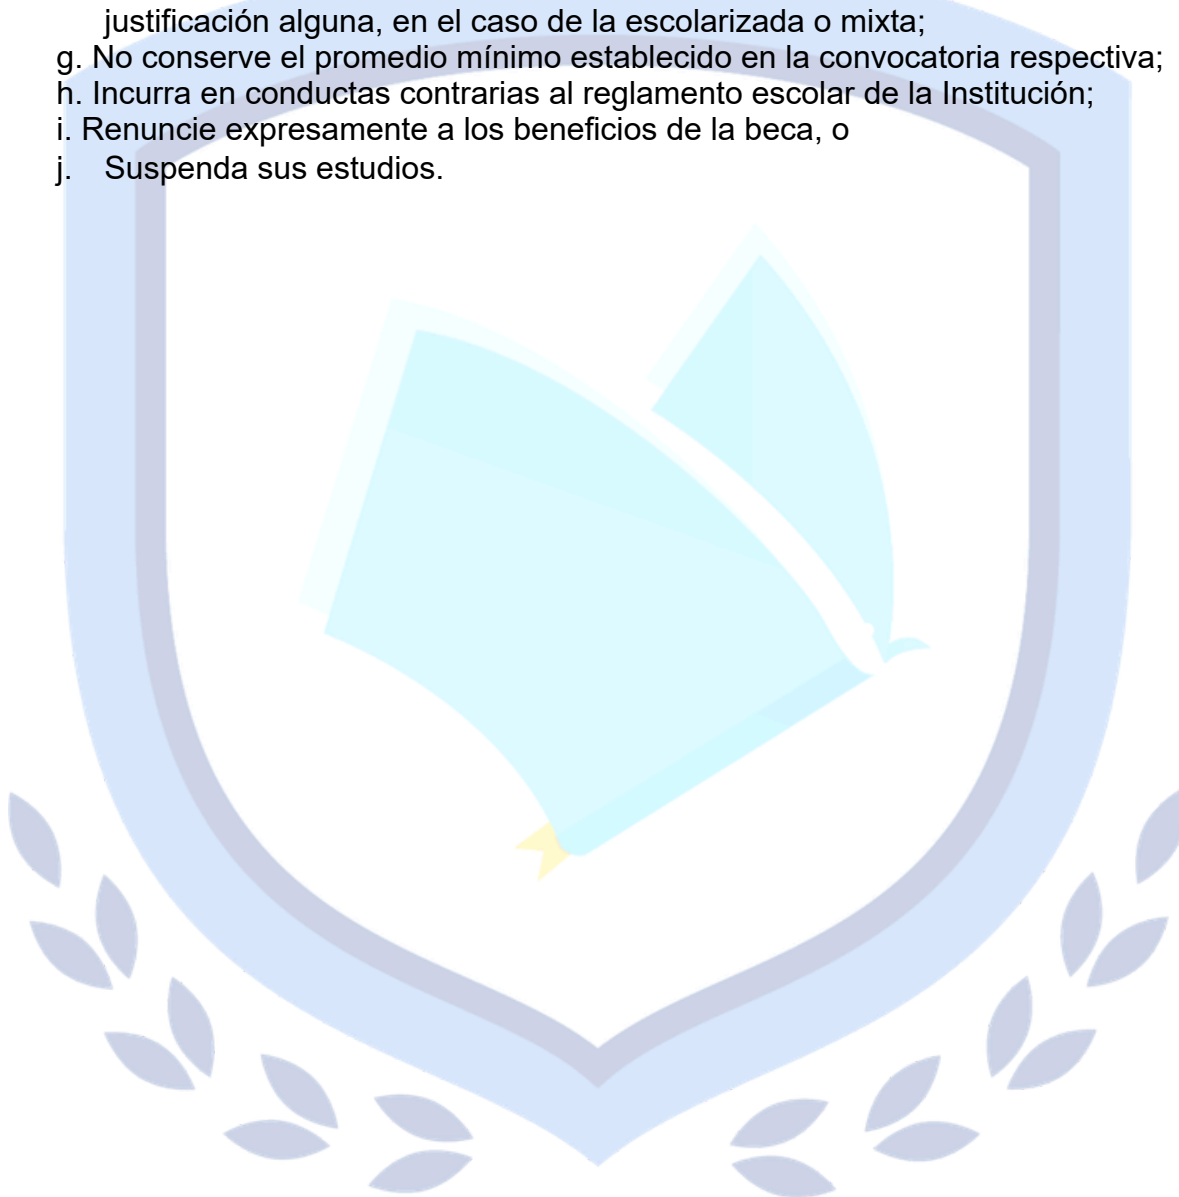 justificación alguna, en el caso de la escolarizada o mixta;
g. No conserve el promedio mínimo establecido en la convocatoria respectiva;
h. Incurra en conductas contrarias al reglamento escolar de la Institución;
i. Renuncie expresamente a los beneficios de la beca, o
j. Suspenda sus estudios.